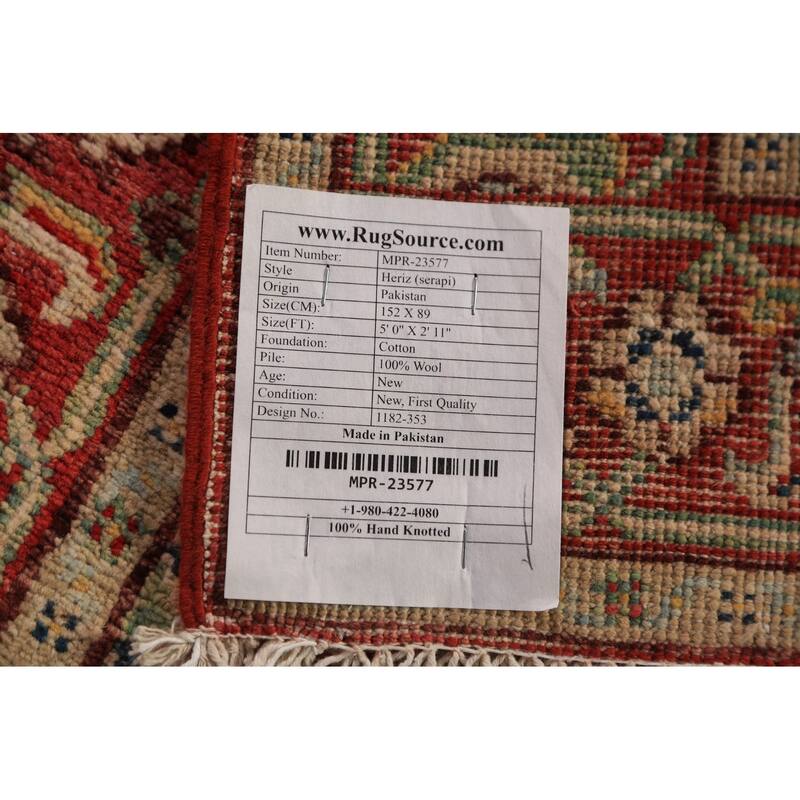 www.RugSource.com
Item Number: MPR-23577
Style Heriz (serapi)
Origin Pakistan
Size(CM): 152 X 89
Size(FT): 5' 0" X 2' 11"
Foundation: Cotton
Pile: 100% Wool
Age: New
Condition: New, First Quality
Design No.: 1182-353
Made in Pakistan
MPR-23577
+1-980-422-4080
100% Hand Knotted